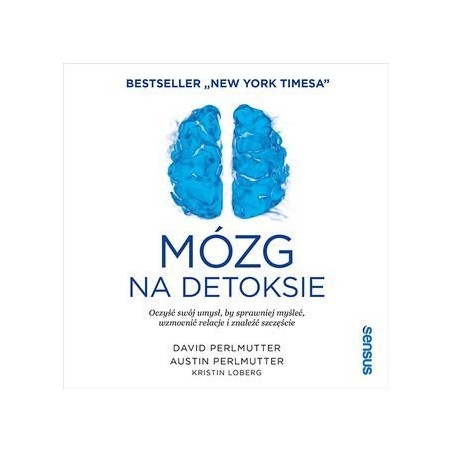 BESTSELLER „NEW YORK TIMESA”
MÓZG
NA DETOKSIE
Oczyść swój umysł, by sprawniej myśleć,
wzmocnić relacje i znaleźć szczęście
DAVID PERLMUTTER
AUSTIN PERLMUTTER
KRISTIN LOBERG
sensus